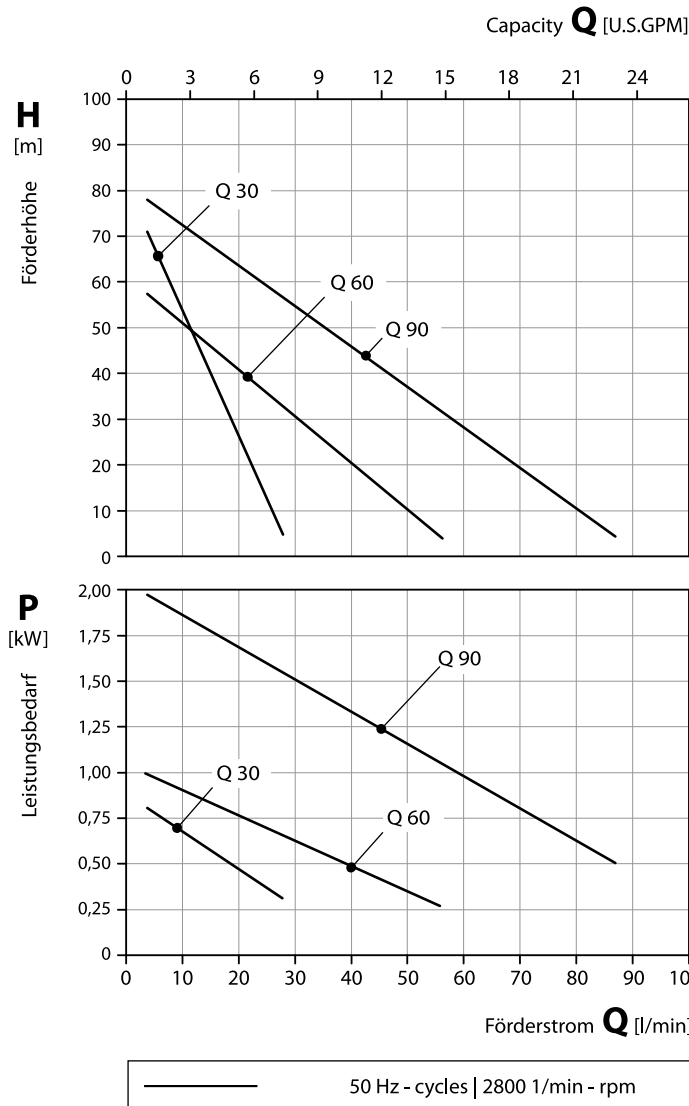 Capacity Q [U.S.GPM]
0 3 6 9 12 15 18 21 24
H
[m]
Förderhöhe
100
90
80
70
60
50
40
30
20
10
0
Q 30
Q 60
Q 90
P
[kW]
Leistungsbedarf
2,00
1,75
1,50
1,25
1,00
0,75
0,50
0,25
0
Q 90
Q 30
Q 60
0 10 20 30 40 50 60 70 80 90 10
Förderstrom Q [l/min]
50 Hz - cycles | 2800 1/min - rpm